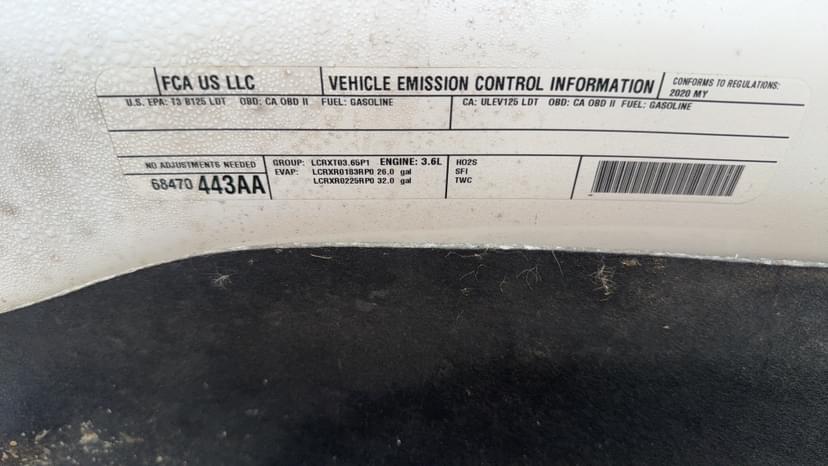 FCA US LLC
VEHICLE EMISSION CONTROL INFORMATION
CONFORMS TO REGULATIONS:
2020 MY
U.S. EPA: T3 B125 LDT OBD: CA OBD II FUEL: GASOLINE
CA: ULEV125 LDT OBD: CA OBD II FUEL: GASOLINE
NO ADJUSTMENTS NEEDED
68470 443AA
GROUP: LCRXT03.65P1 ENGINE: 3.6L
EVAP: LCRXR0183RP0 26.0 gal
LCRXR0225RP0 32.0 gal
HO2S
SFI
TWC